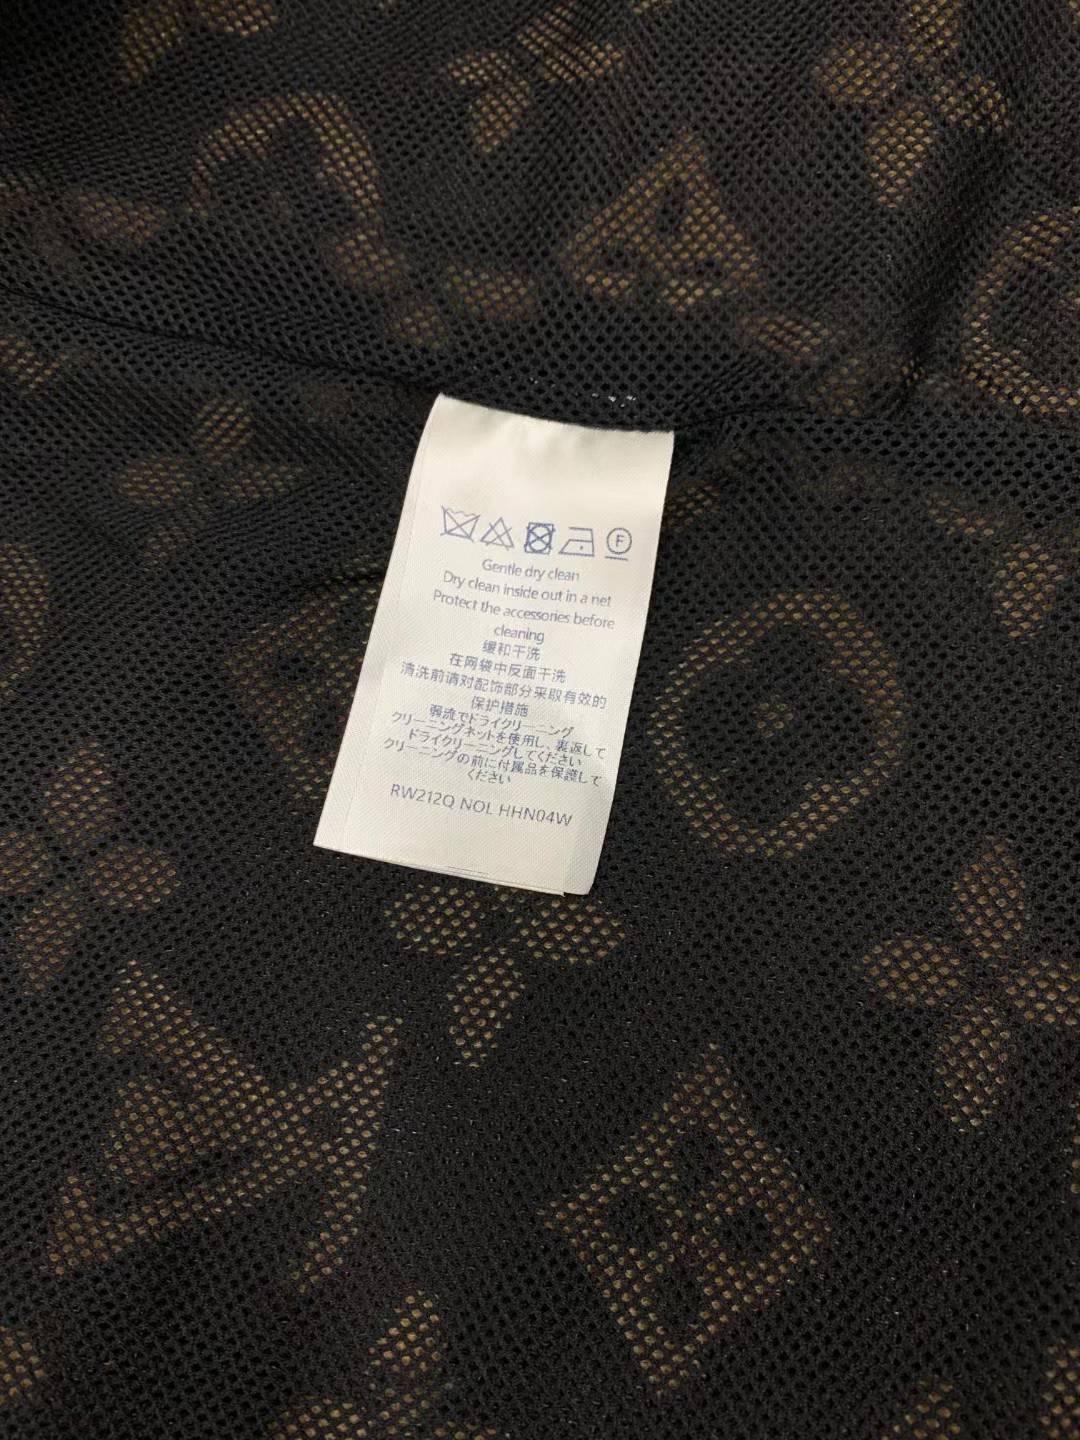 F
Gentle dry clean
Dry clean inside out in a net
Protect the accessories before
cleaning
缓和干洗
在网袋中反面干洗
清洗前请对配饰部分采取有效的
保护措施
弱流でドライクリーニング
クリーニングネットを使用し、裏返して
ドライクリーニングしてください
クリーニングの前に付属品を保護して
ください
RW212Q NOL HHN04W